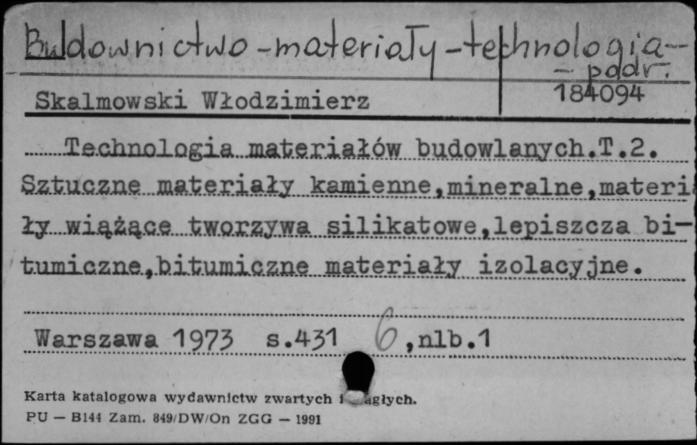 Budownictwo-materiały-technologia-
- podr.
Skalmowski Włodzimierz 184094
Technologia materiałów budowlanych.T.2.
Sztuczne materiały kamienne,mineralne,materi
ły wiążące tworzywa silikatowe,lepiszcza bi-
tumiczne,bitumiczne materiały izolacyjne.
Warszawa 1973 s.431 6,nlb.1
Karta katalogowa wydawnictw zwartych i
PU — B144 Zam. 849/DW/On ZGG — 1991